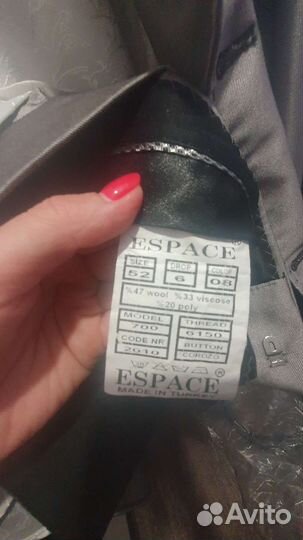 ESPACE
SIZE DROP COLOR
52 6 08
%47 wool %33 viscose
%20 poly
MODEL THREAD
700 6150
CODE NR BUTTON
2010 COROZO
ESPACE
MADE IN TURKEY
Avito